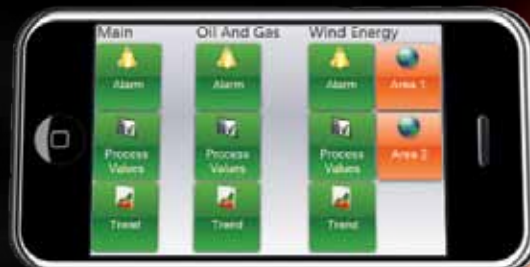 Main Oil And Gas Wind Energy
Alarm Alarm Alarm Area 1
Process Values Process Values Process Values Area 2
Trend Trend Trend